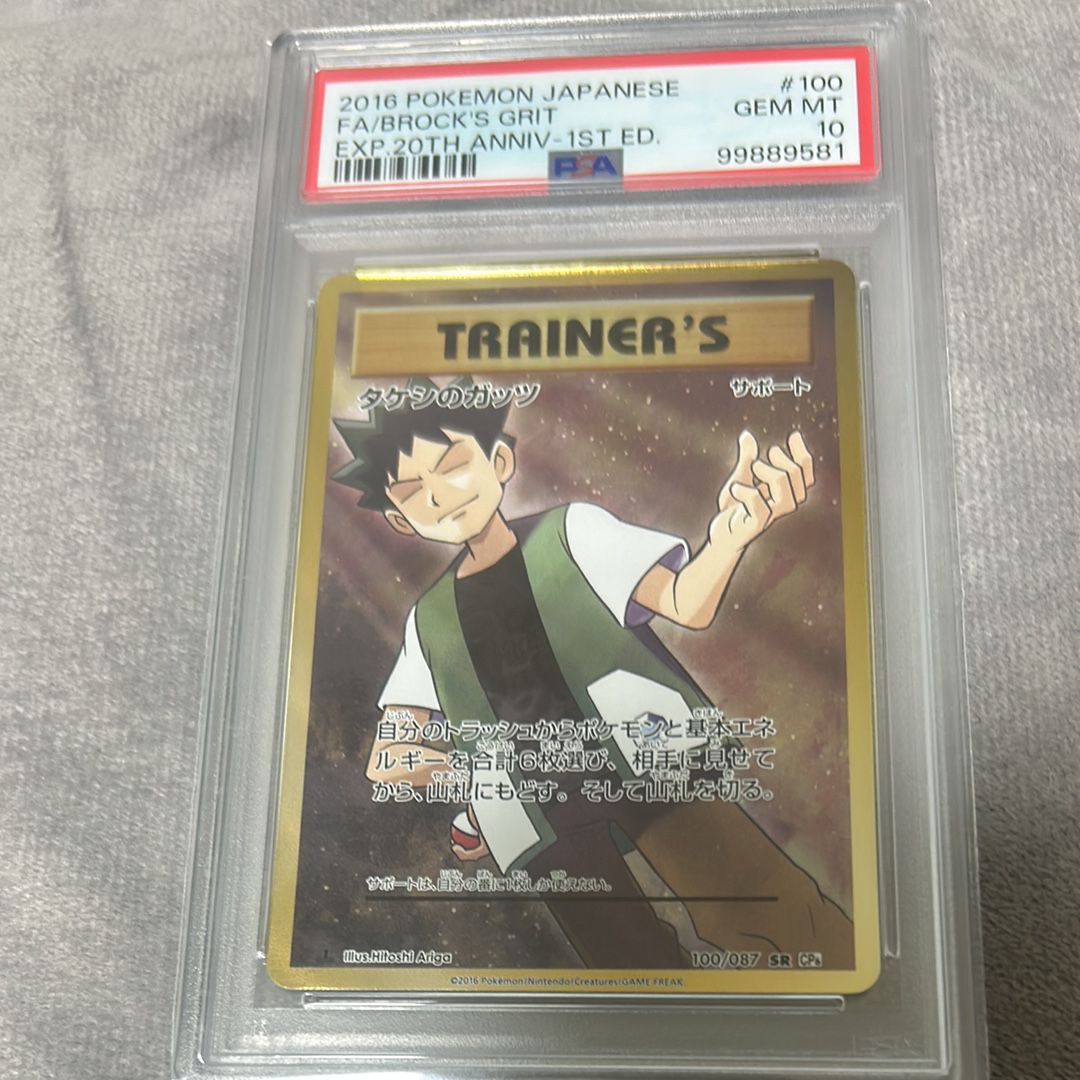 2016 POKEMON JAPANESE #100
FA/BROCK'S GRIT GEM MT
EXP.20TH ANNIV-1ST ED. 10
PSA 99889581
TRAINER'S
タケシのガッツ サポート
自分のトラッシュからポケモンと基本エネ
ルギーを合計6枚選び、相手に見せて
から、山札にもどす。そして山札を切る。
サポートは、自分の番に1枚しか使えない。
Illus.Hitoshi Ariga 100/087 SR CP6
©2016 Pokémon/Nintendo/Creatures/GAME FREAK